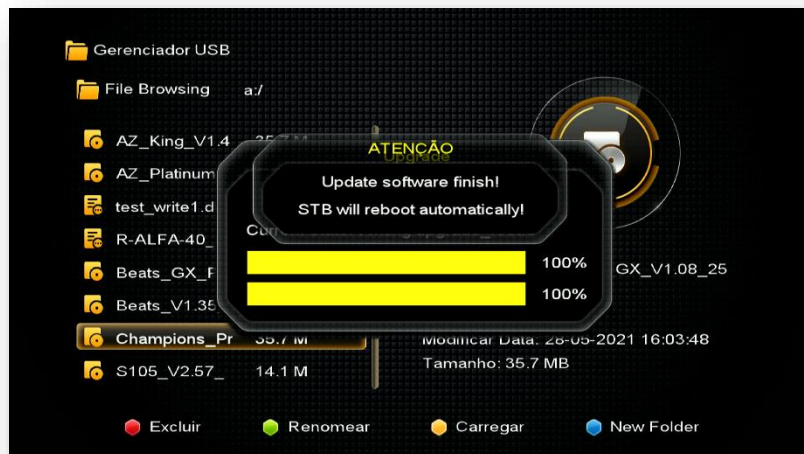 Gerenciador USB
File Browsing a:/
AZ_King_V1.4
AZ_Platinum
test_write1.d
R-ALFA-40_
Beats_GX_
Beats_V1.35
Champions_Pr 35.7 M
S105_V2.57_ 14.1 M
ATENÇÃO
Upgrade
Update software finish!
STB will reboot automatically!
100%
100%
GX_V1.08_25
Modificar Data: 28-05-2021 16:03:48
Tamanho: 35.7 MB
Excluir Renomear Carregar New Folder